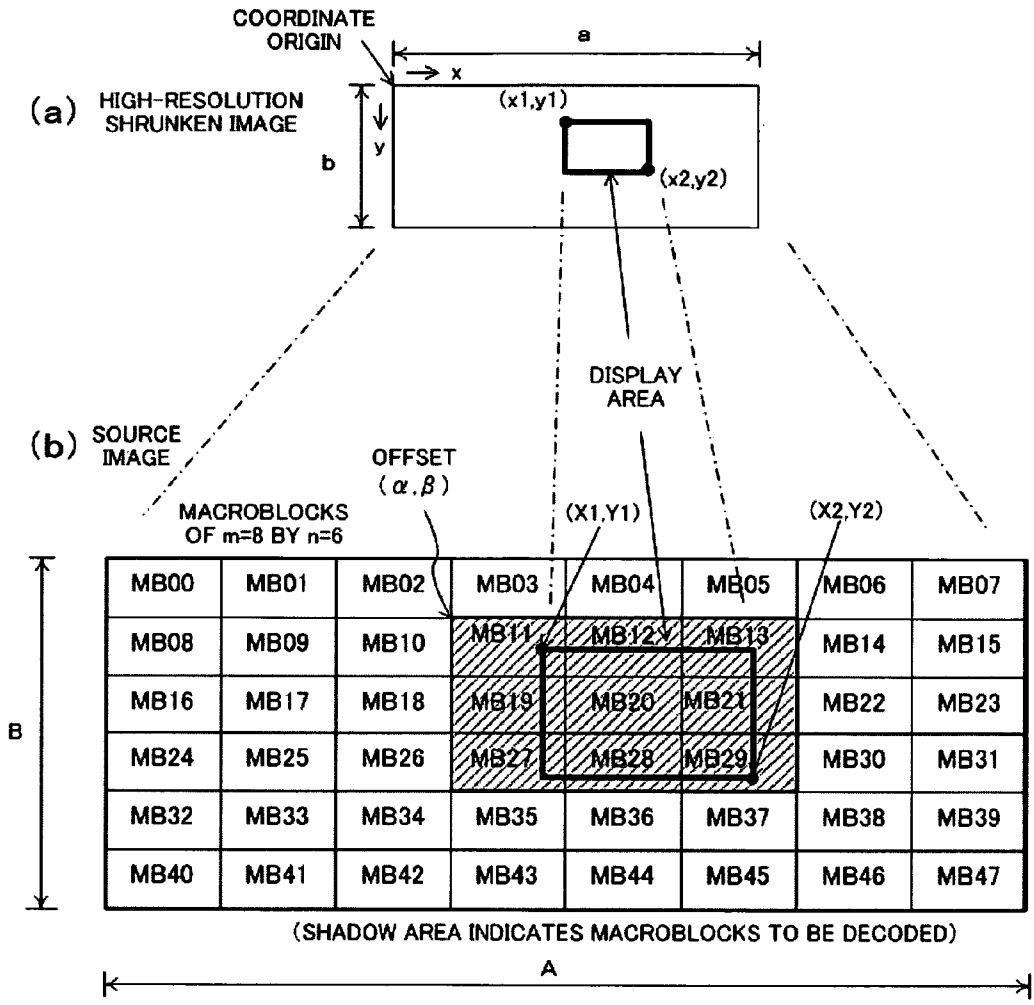 COORDINATE
ORIGIN
a
x
(a) HIGH-RESOLUTION
SHRUNKEN IMAGE
b
y
(x1,y1)
(x2,y2)
DISPLAY
AREA
(b) SOURCE
IMAGE
OFFSET
(α,β)
MACROBLOCKS
OF m=8 BY n=6
(X1,Y1)
(X2,Y2)
MB00 MB01 MB02 MB03 MB04 MB05 MB06 MB07
MB08 MB09 MB10 MB11 MB12 MB13 MB14 MB15
MB16 MB17 MB18 MB19 MB20 MB21 MB22 MB23
B
MB24 MB25 MB26 MB27 MB28 MB29 MB30 MB31
MB32 MB33 MB34 MB35 MB36 MB37 MB38 MB39
MB40 MB41 MB42 MB43 MB44 MB45 MB46 MB47
(SHADOW AREA INDICATES MACROBLOCKS TO BE DECODED)
A